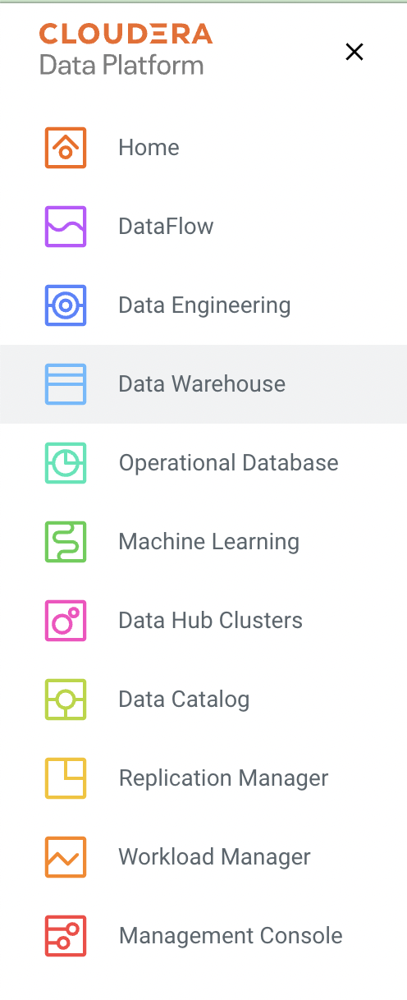 CLOUDERA
Data Platform
Home
DataFlow
Data Engineering
Data Warehouse
Operational Database
Machine Learning
Data Hub Clusters
Data Catalog
Replication Manager
Workload Manager
Management Console